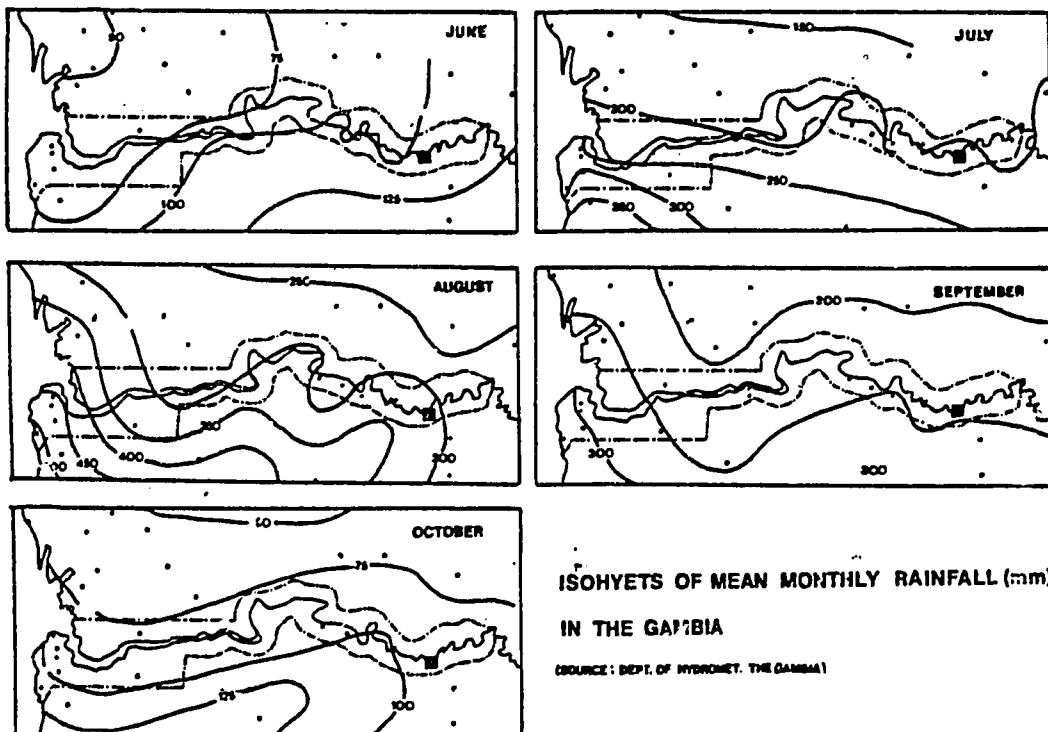 JUNE
50
75
100
125
JULY
150
200
250
300
350
AUGUST
250
400
450
300
SEPTEMBER
200
300
300
OCTOBER
50
75
125
100
ISOHYETS OF MEAN MONTHLY RAINFALL (mm)
IN THE GAMBIA
(SOURCE: DEPT. OF HYDROMET. THE GAMBIA)